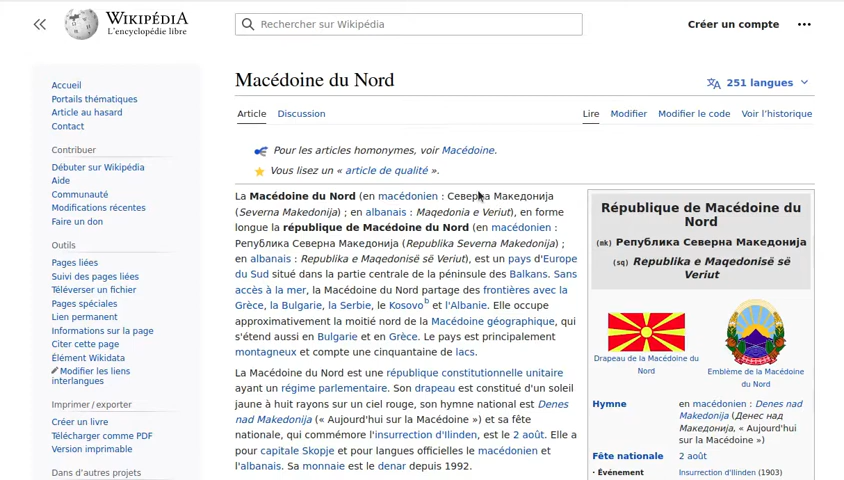 WIKIPÉDIA
L'encyclopédie libre
Rechercher sur Wikipédia
Créer un compte
Accueil
Portails thématiques
Article au hasard
Contact
Contribuer
Débuter sur Wikipédia
Aide
Communauté
Modifications récentes
Faire un don
Outils
Pages liées
Suivi des pages liées
Téléverser un fichier
Pages spéciales
Lien permanent
Informations sur la page
Citer cette page
Élément Wikidata
Modifier les liens
interlangues
Imprimer / exporter
Créer un livre
Télécharger comme PDF
Version imprimable
Dans d'autres projets
Macédoine du Nord
251 langues
Article
Discussion
Lire
Modifier
Modifier le code
Voir l'historique
Pour les articles homonymes, voir Macédoine.
Vous lisez un « article de qualité ».
La Macédoine du Nord (en macédonien : Северна Македонија
(Severna Makedonija) ; en albanais : Maqedonia e Veriut), en forme
longue la république de Macédoine du Nord (en macédonien :
Република Северна Македонија (Republika Severna Makedonija) ;
en albanais : Republika e Maqedonisë së Veriut), est un pays d'Europe
du Sud situé dans la partie centrale de la péninsule des Balkans. Sans
accès à la mer, la Macédoine du Nord partage des frontières avec la
Grèce, la Bulgarie, la Serbie, le Kosovo b et l'Albanie. Elle occupe
approximativement la moitié nord de la Macédoine géographique, qui
s'étend aussi en Bulgarie et en Grèce. Le pays est principalement
montagneux et compte une cinquantaine de lacs.
La Macédoine du Nord est une république constitutionnelle unitaire
ayant un régime parlementaire. Son drapeau est constitué d'un soleil
jaune à huit rayons sur un ciel rouge, son hymne national est Denes
nad Makedonija (« Aujourd'hui sur la Macédoine ») et sa fête
nationale, qui commémore l'insurrection d'Ilinden, est le 2 août. Elle a
pour capitale Skopje et pour langues officielles le macédonien et
l'albanais. Sa monnaie est le denar depuis 1992.
République de Macédoine du
Nord
(mk) Република Северна Македонија
(sq) Republika e Maqedonisë së
Veriut
Drapeau de la Macédoine du
Nord
Emblème de la Macédoine
du Nord
Hymne
en macédonien : Denes nad
Makedonija (Денес над
Македонија, « Aujourd'hui
sur la Macédoine »)
Fête nationale
2 août
· Événement
Insurrection d'Ilinden (1903)